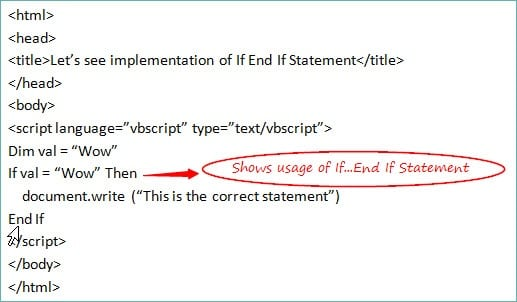 <html>
<head>
<title>Let’s see implementation of If End If Statement</title>
</head>
<body>
<script language=”vbscript” type=”text/vbscript”>
Dim val = “Wow”
If val = “Wow” Then
Shows usage of If...End If Statement
document.write (“This is the correct statement”)
End If
</script>
</body>
</html>